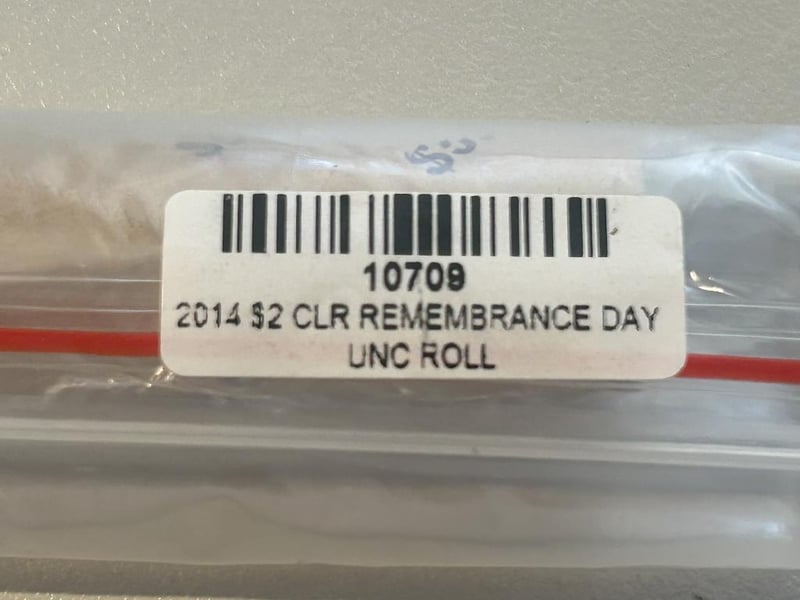 10709
2014 $2 CLR REMEMBRANCE DAY
UNC ROLL